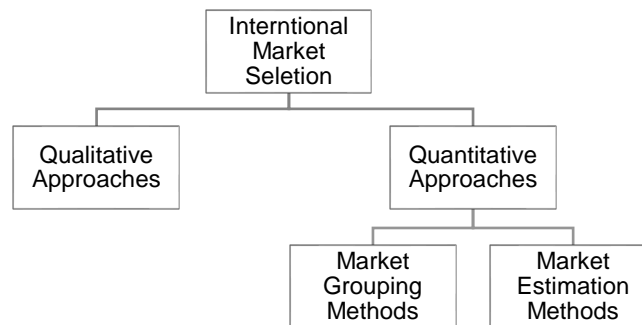 Interntional
Market
Seletion
Qualitative
Approaches
Quantitative
Approaches
Market
Grouping
Methods
Market
Estimation
Methods